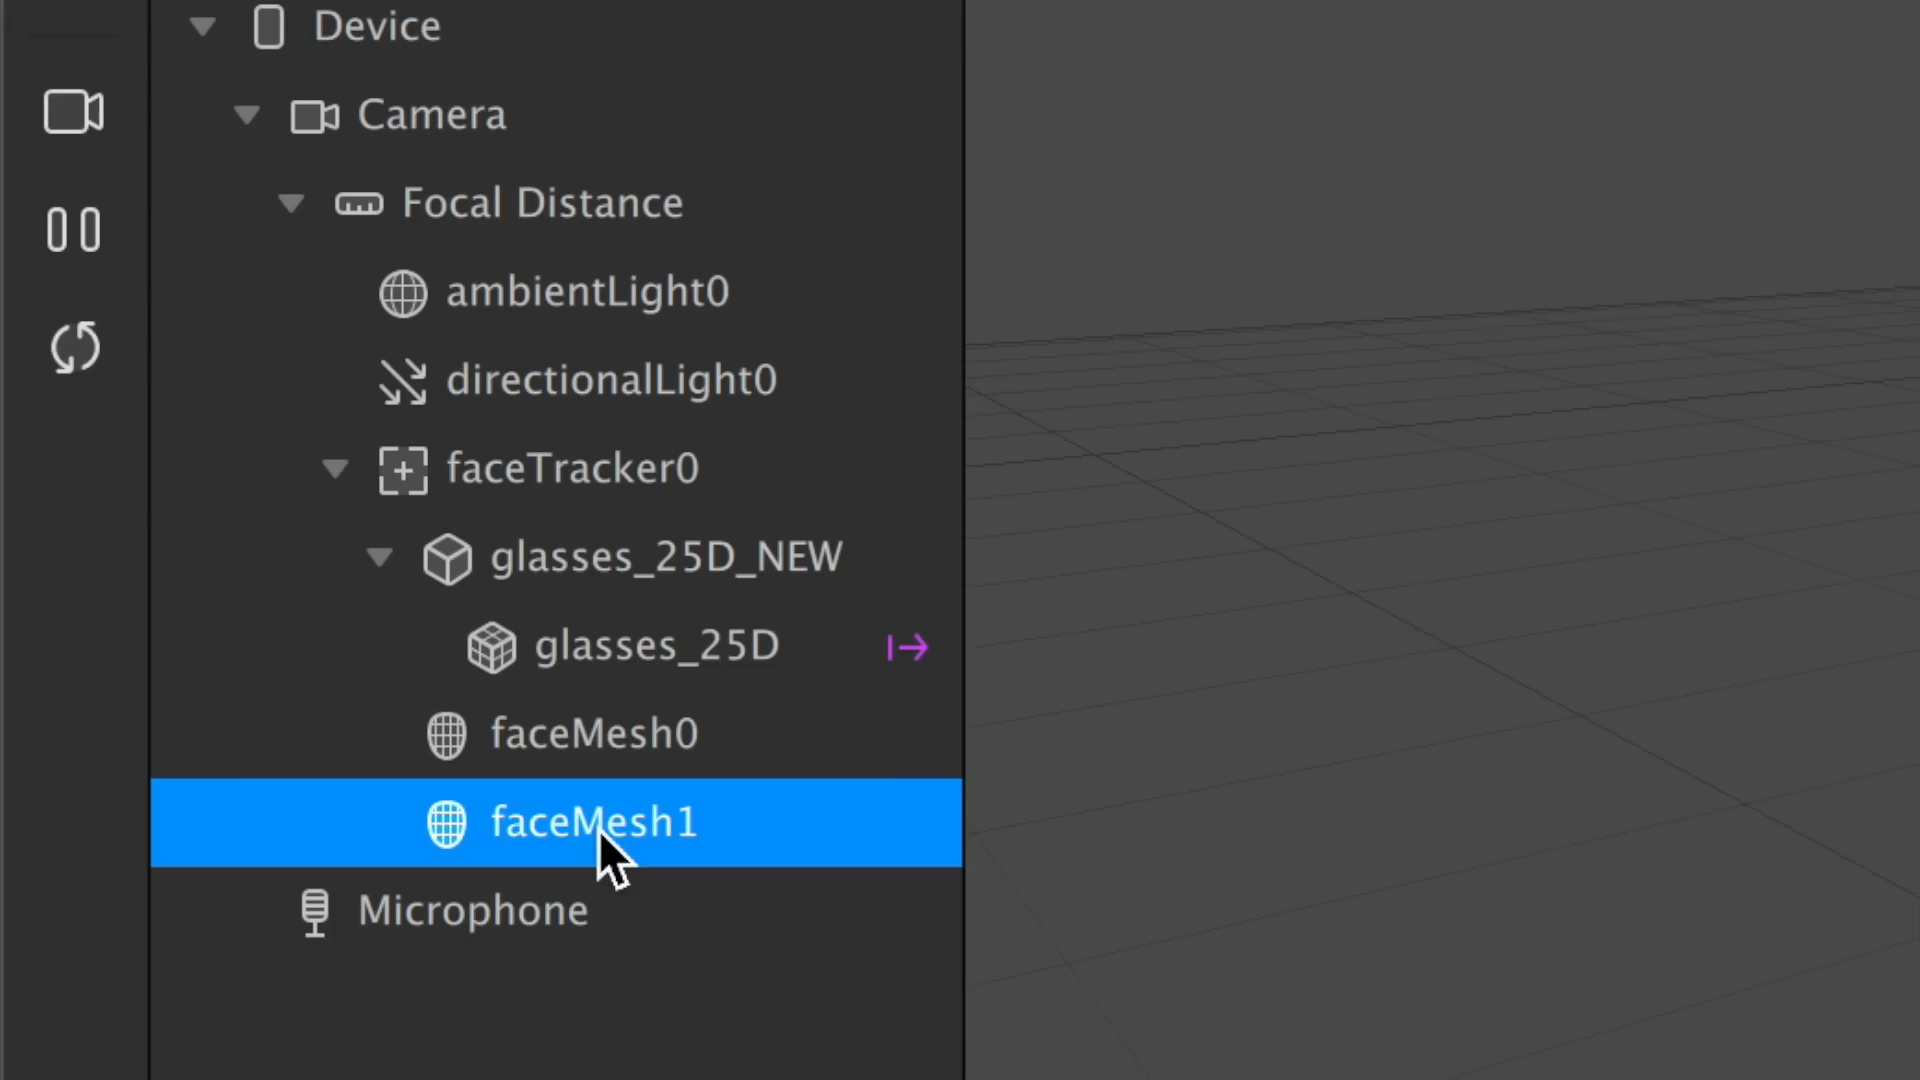 Device
Camera
Focal Distance
ambientLight0
directionalLight0
faceTracker0
glasses_25D_NEW
glasses_25D
faceMesh0
faceMesh1
Microphone